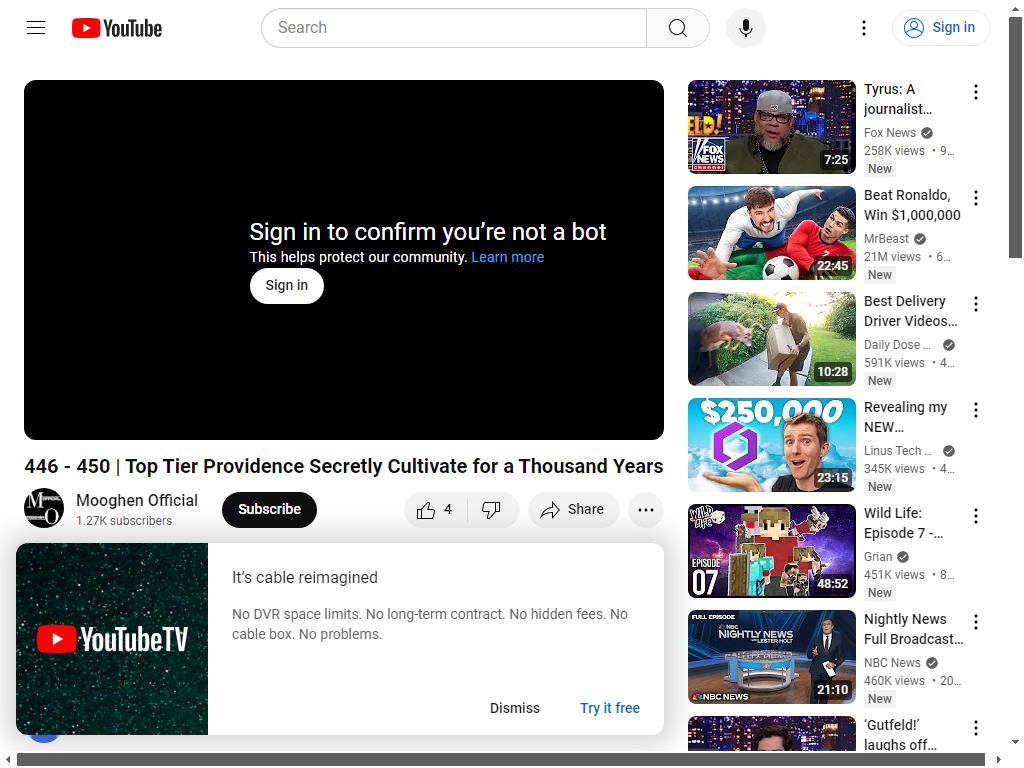 YouTube
Search
Sign in
Sign in to confirm you’re not a bot
This helps protect our community. Learn more
Sign in
446 - 450 | Top Tier Providence Secretly Cultivate for a Thousand Years
Mooghen Official
1.27K subscribers
Subscribe
4
Share
It’s cable reimagined
No DVR space limits. No long-term contract. No hidden fees. No
cable box. No problems.
YouTubeTV
Dismiss
Try it free
ELD!
FOX
NEWS
channel
7:25
Tyrus: A
journalist…
Fox News
258K views • 9…
New
22:45
Beat Ronaldo,
Win $1,000,000
MrBeast
21M views • 6…
New
10:28
Best Delivery
Driver Videos…
Daily Dose …
591K views • 4…
New
$250,000
23:15
Revealing my
NEW…
Linus Tech …
345K views • 4…
New
WILD
LIFE
EPISODE
07
48:52
Wild Life:
Episode 7 -…
Grian
451K views • 8…
New
FULL EPISODE
NBC
NIGHTLY NEWS
WITH LESTER HOLT
NBC NEWS
21:10
Nightly News
Full Broadcast…
NBC News
460K views • 20…
New
‘Gutfeld!’
laughs off…